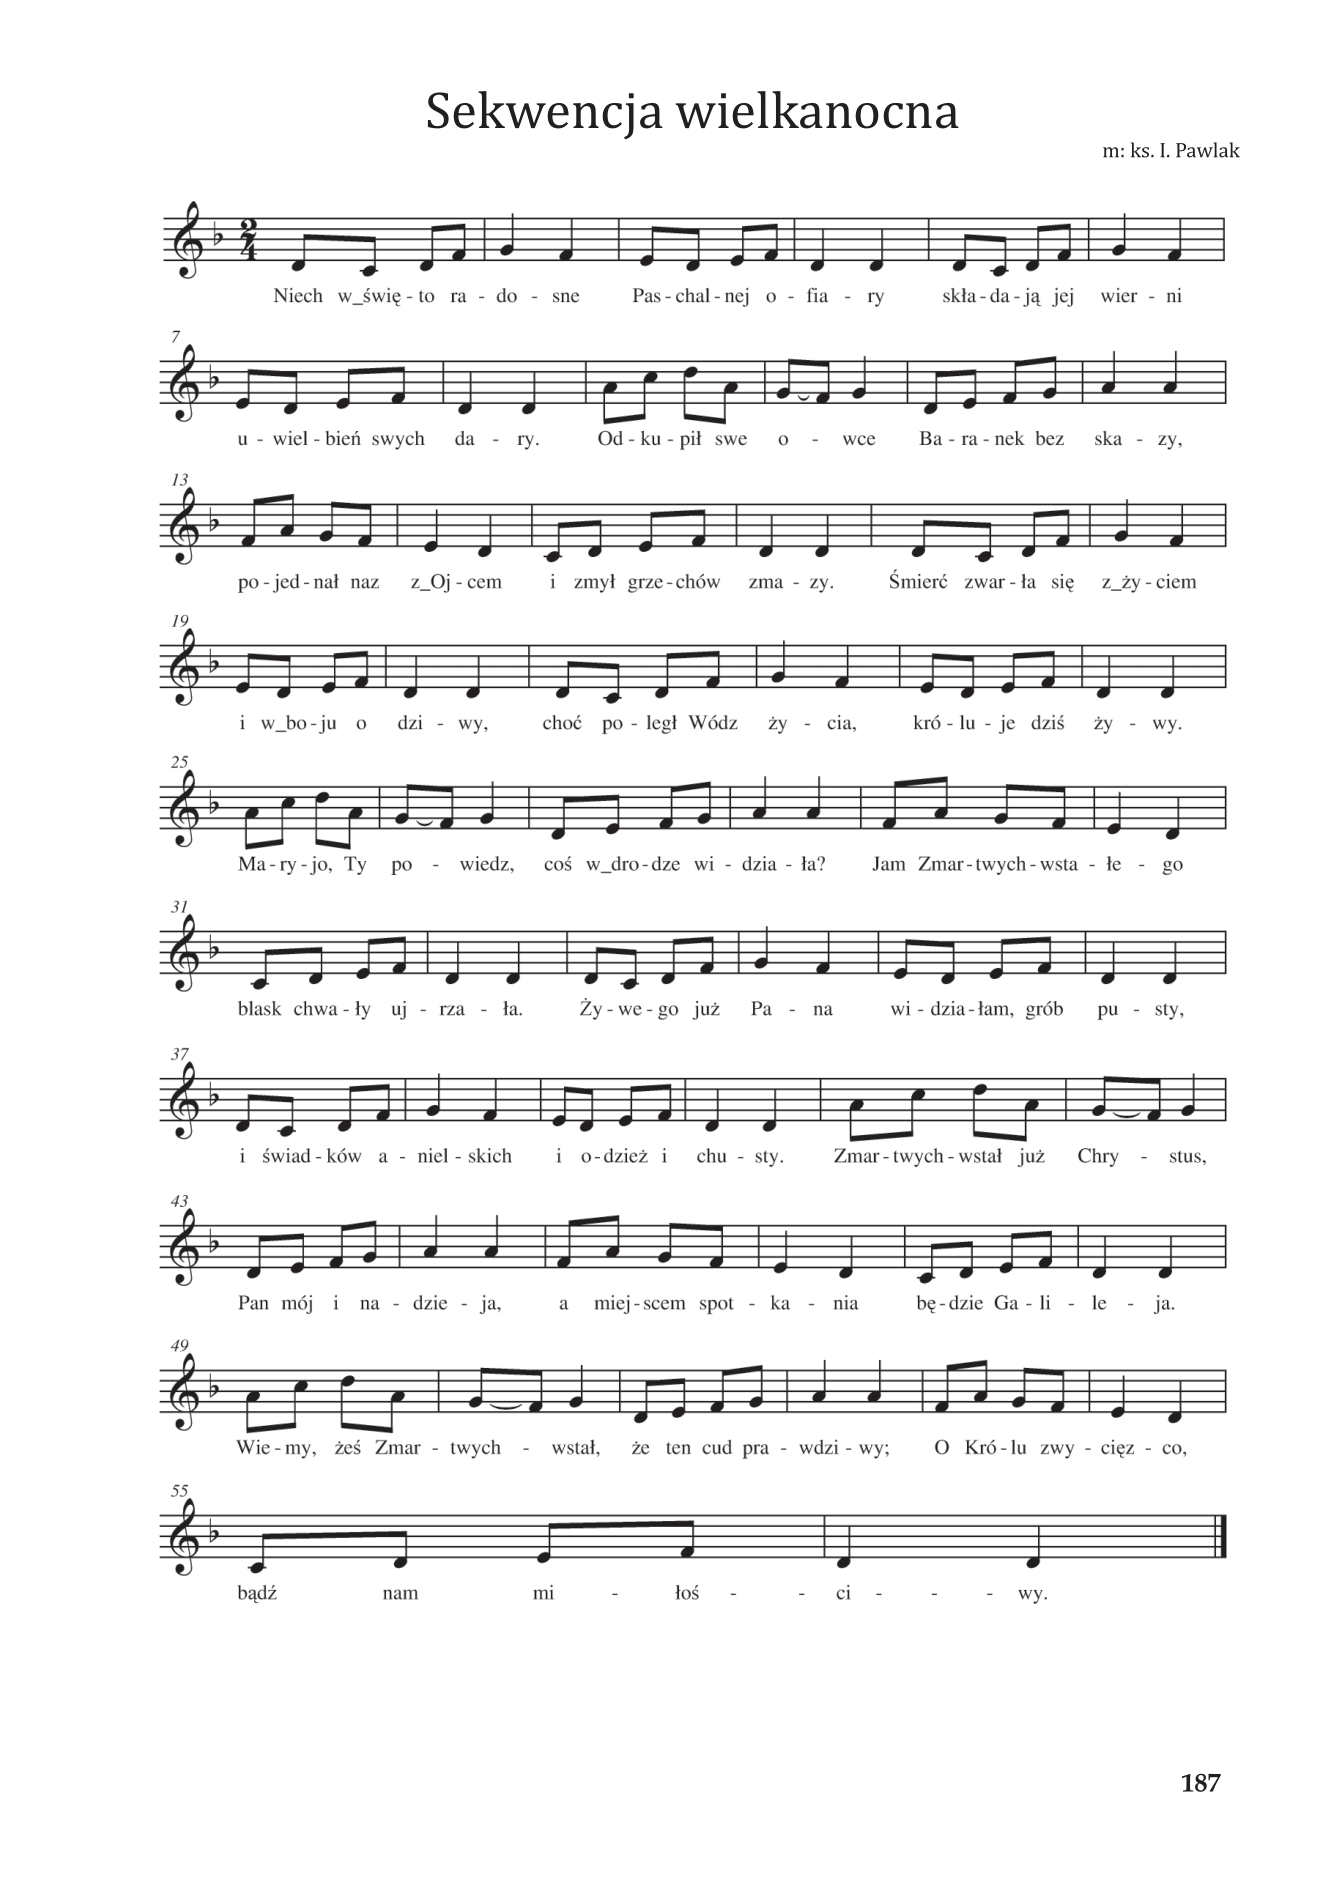 Sekwencja wielkanocna
m: ks. I. Pawlak
Niech w_świę - to ra - do - sne Pas - chal - nej o - fia - ry skła - da - ją jej wier - ni
7
u - wiel - bień swych da - ry. Od - ku - pił swe o - wce Ba - ra - nek bez ska - zy,
13
po - jed - nał naz z_Oj - cem i zmył grze - chów zma - zy. Śmierć zwar - ła się z_ży - ciem
19
i w_bo - ju o dzi - wy, choć po - legł Wódz ży - cia, kró - lu - je dziś ży - wy.
25
Ma - ry - jo, Ty po - wiedz, coś w_dro - dze wi - dzia - ła? Jam Zmar - twych - wsta - łe - go
31
blask chwa - ły uj - rza - ła. Ży - we - go już Pa - na wi - dzia - łam, grób pu - sty,
37
i świad - ków a - niel - skich i o - dzież i chu - sty. Zmar - twych - wstał już Chry - stus,
43
Pan mój i na - dzie - ja, a miej - scem spot - ka - nia bę - dzie Ga - li - le - ja.
49
Wie - my, żeś Zmar - twych - wstał, że ten cud pra - wdzi - wy; O Kró - lu zwy - cięz - co,
55
bądź nam mi - łoś - - ci - - - wy.
187